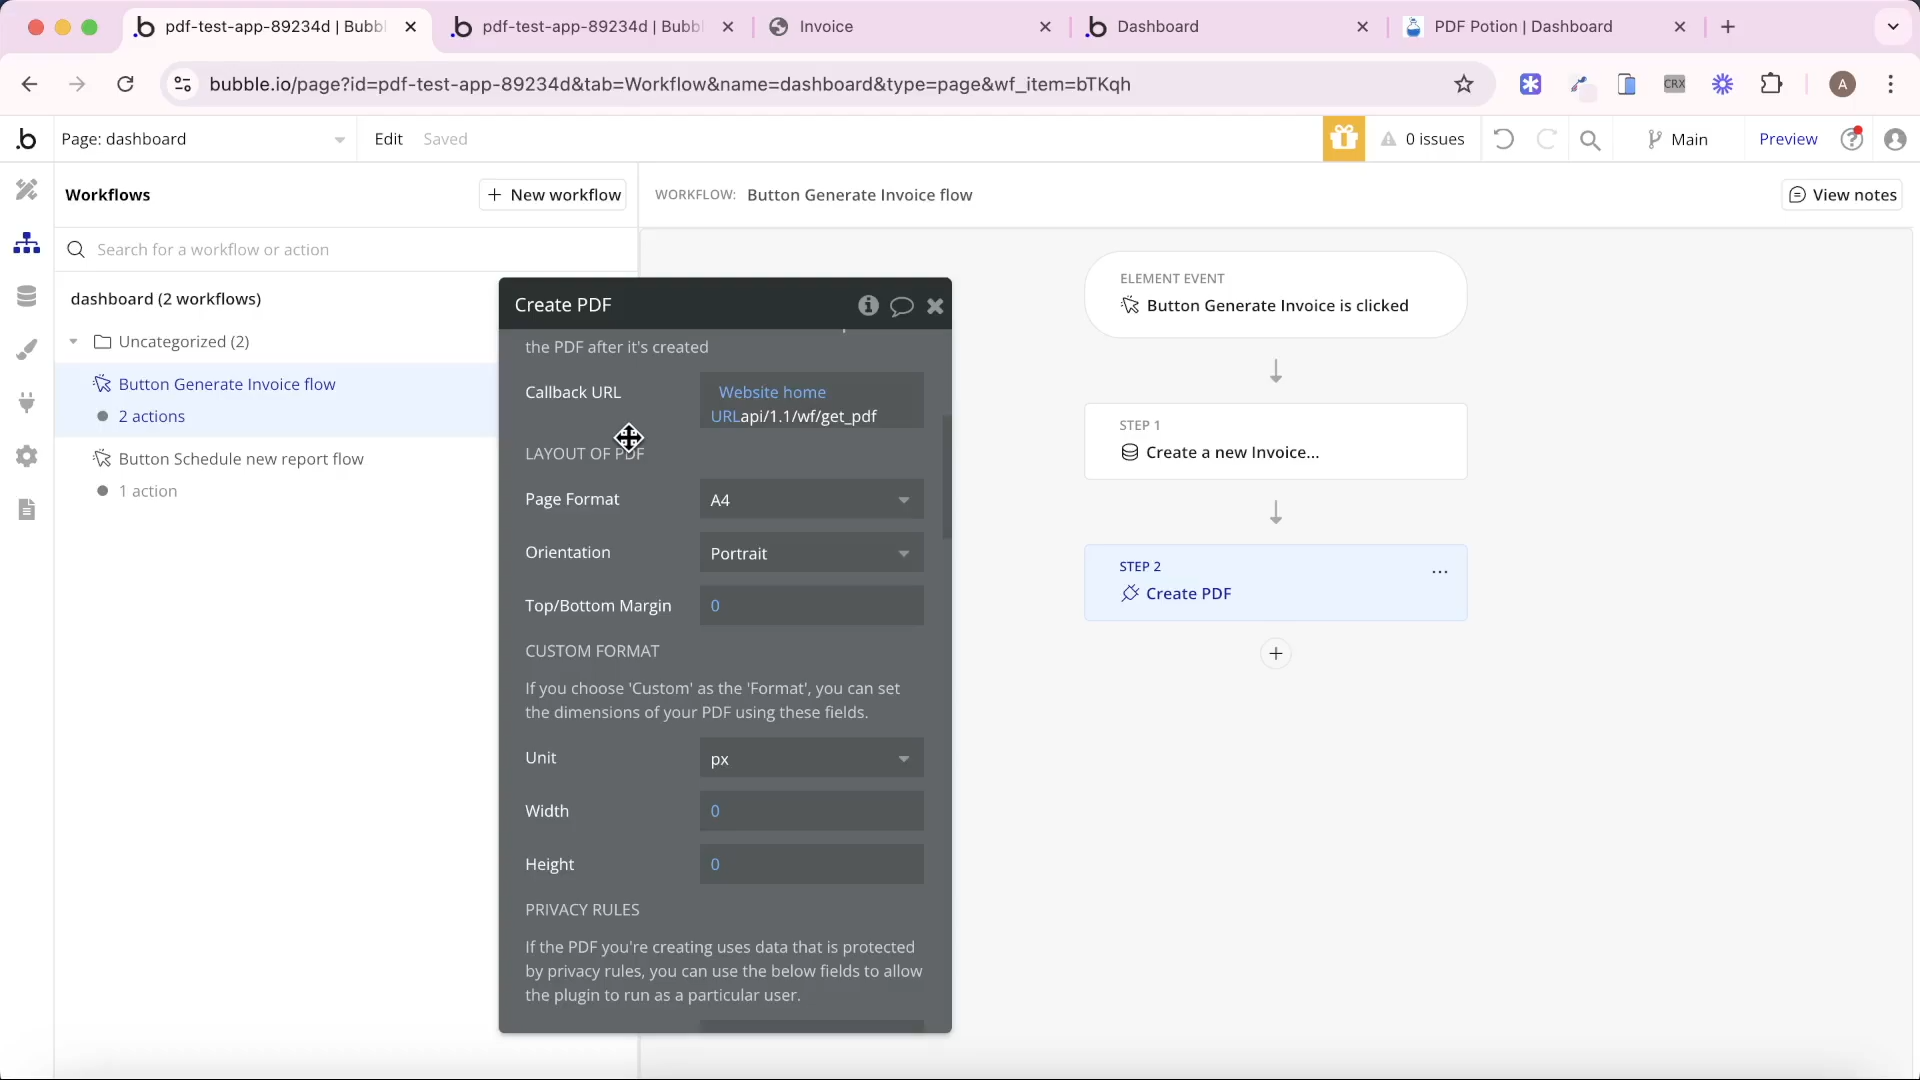 pdf-test-app-89234d | Bubbl
pdf-test-app-89234d | Bubbl
Invoice
Dashboard
PDF Potion | Dashboard
bubble.io/page?id=pdf-test-app-89234d&tab=Workflow&name=dashboard&type=page&wf_item=bTKqh
CRX
A
Page: dashboard
Edit
Saved
0 issues
Main
Preview
Workflows
New workflow
WORKFLOW:
Button Generate Invoice flow
View notes
Search for a workflow or action
dashboard (2 workflows)
Uncategorized (2)
Button Generate Invoice flow
2 actions
Button Schedule new report flow
1 action
Create PDF
the PDF after it's created
Callback URL
Website home
URLapi/1.1/wf/get_pdf
LAYOUT OF PDF
Page Format
A4
Orientation
Portrait
Top/Bottom Margin
0
CUSTOM FORMAT
If you choose 'Custom' as the 'Format', you can set
the dimensions of your PDF using these fields.
Unit
px
Width
0
Height
0
PRIVACY RULES
If the PDF you're creating uses data that is protected
by privacy rules, you can use the below fields to allow
the plugin to run as a particular user.
ELEMENT EVENT
Button Generate Invoice is clicked
STEP 1
Create a new Invoice...
STEP 2
Create PDF